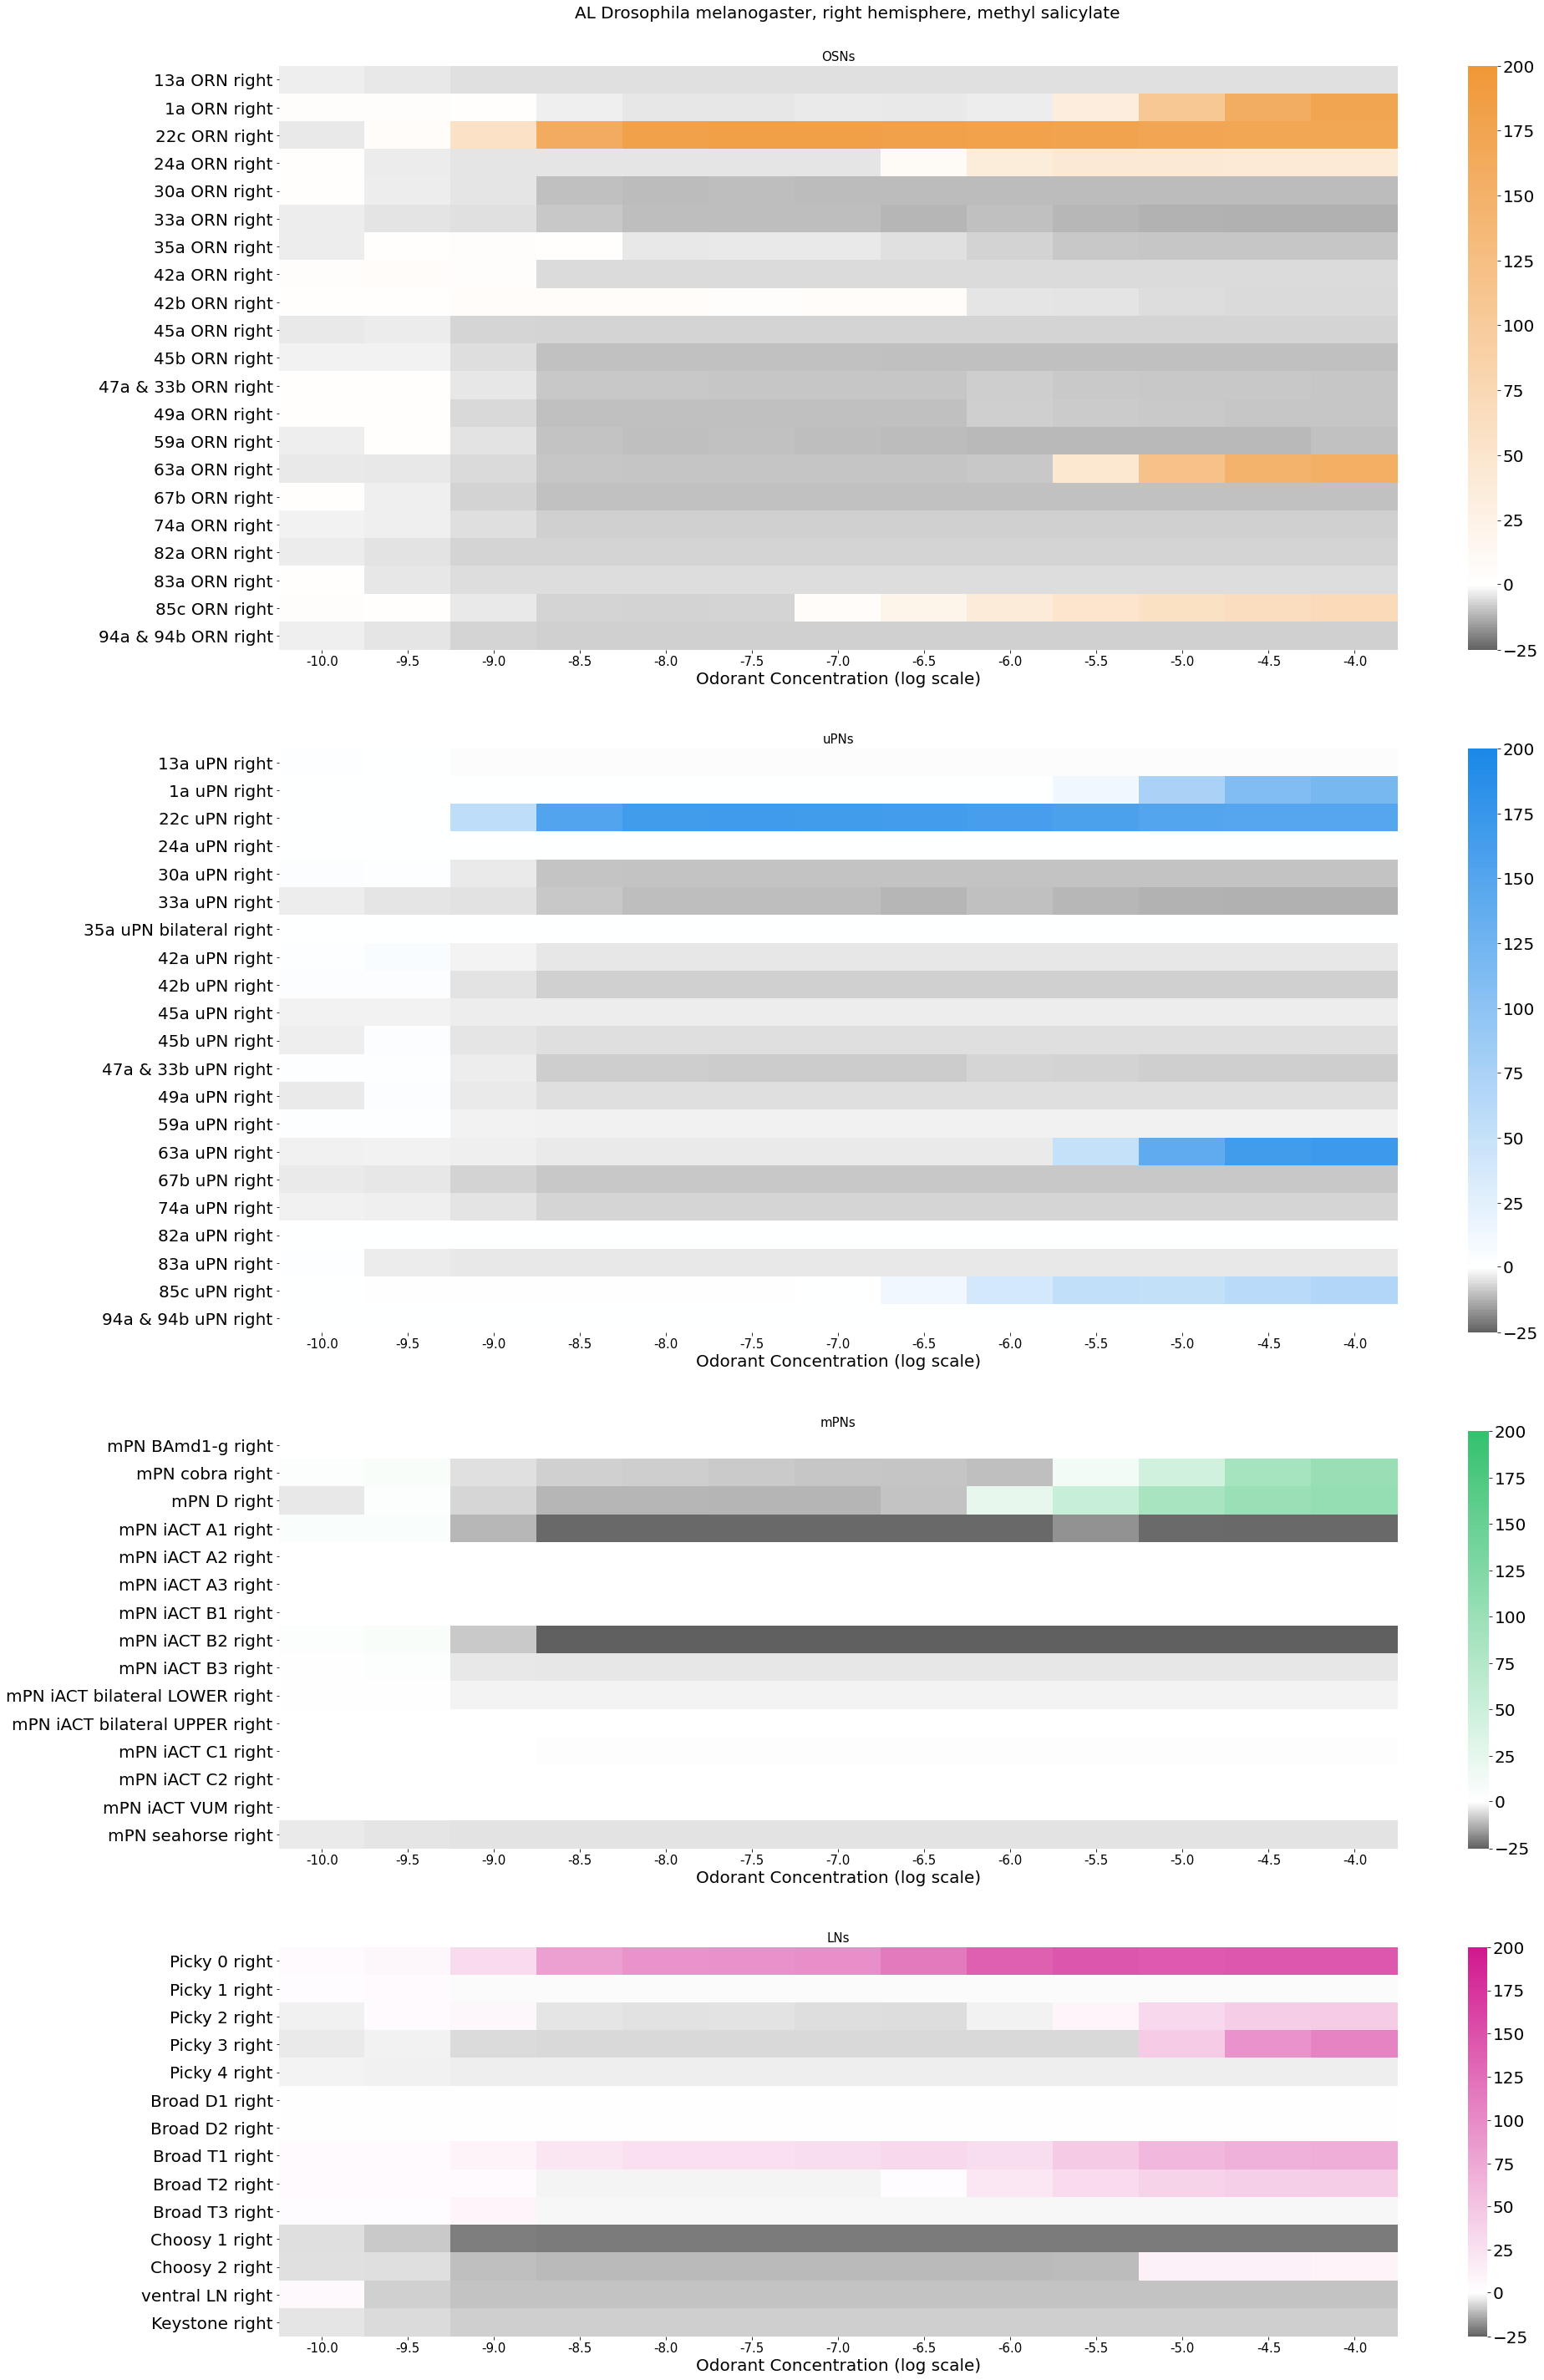 AL Drosophila melanogaster, right hemisphere, methyl salicylate
OSNs
13a ORN right
1a ORN right
22c ORN right
24a ORN right
30a ORN right
33a ORN right
35a ORN right
42a ORN right
42b ORN right
45a ORN right
45b ORN right
47a & 33b ORN right
49a ORN right
59a ORN right
63a ORN right
67b ORN right
74a ORN right
82a ORN right
83a ORN right
85c ORN right
94a & 94b ORN right
-10.0 -9.5 -9.0 -8.5 -8.0 -7.5 -7.0 -6.5 -6.0 -5.5 -5.0 -4.5 -4.0
Odorant Concentration (log scale)
200
175
150
125
100
75
50
25
0
−25
uPNs
13a uPN right
1a uPN right
22c uPN right
24a uPN right
30a uPN right
33a uPN right
35a uPN bilateral right
42a uPN right
42b uPN right
45a uPN right
45b uPN right
47a & 33b uPN right
49a uPN right
59a uPN right
63a uPN right
67b uPN right
74a uPN right
82a uPN right
83a uPN right
85c uPN right
94a & 94b uPN right
-10.0 -9.5 -9.0 -8.5 -8.0 -7.5 -7.0 -6.5 -6.0 -5.5 -5.0 -4.5 -4.0
Odorant Concentration (log scale)
200
175
150
125
100
75
50
25
0
−25
mPNs
mPN BAmd1-g right
mPN cobra right
mPN D right
mPN iACT A1 right
mPN iACT A2 right
mPN iACT A3 right
mPN iACT B1 right
mPN iACT B2 right
mPN iACT B3 right
mPN iACT bilateral LOWER right
mPN iACT bilateral UPPER right
mPN iACT C1 right
mPN iACT C2 right
mPN iACT VUM right
mPN seahorse right
-10.0 -9.5 -9.0 -8.5 -8.0 -7.5 -7.0 -6.5 -6.0 -5.5 -5.0 -4.5 -4.0
Odorant Concentration (log scale)
200
175
150
125
100
75
50
25
0
−25
LNs
Picky 0 right
Picky 1 right
Picky 2 right
Picky 3 right
Picky 4 right
Broad D1 right
Broad D2 right
Broad T1 right
Broad T2 right
Broad T3 right
Choosy 1 right
Choosy 2 right
ventral LN right
Keystone right
-10.0 -9.5 -9.0 -8.5 -8.0 -7.5 -7.0 -6.5 -6.0 -5.5 -5.0 -4.5 -4.0
Odorant Concentration (log scale)
200
175
150
125
100
75
50
25
0
−25